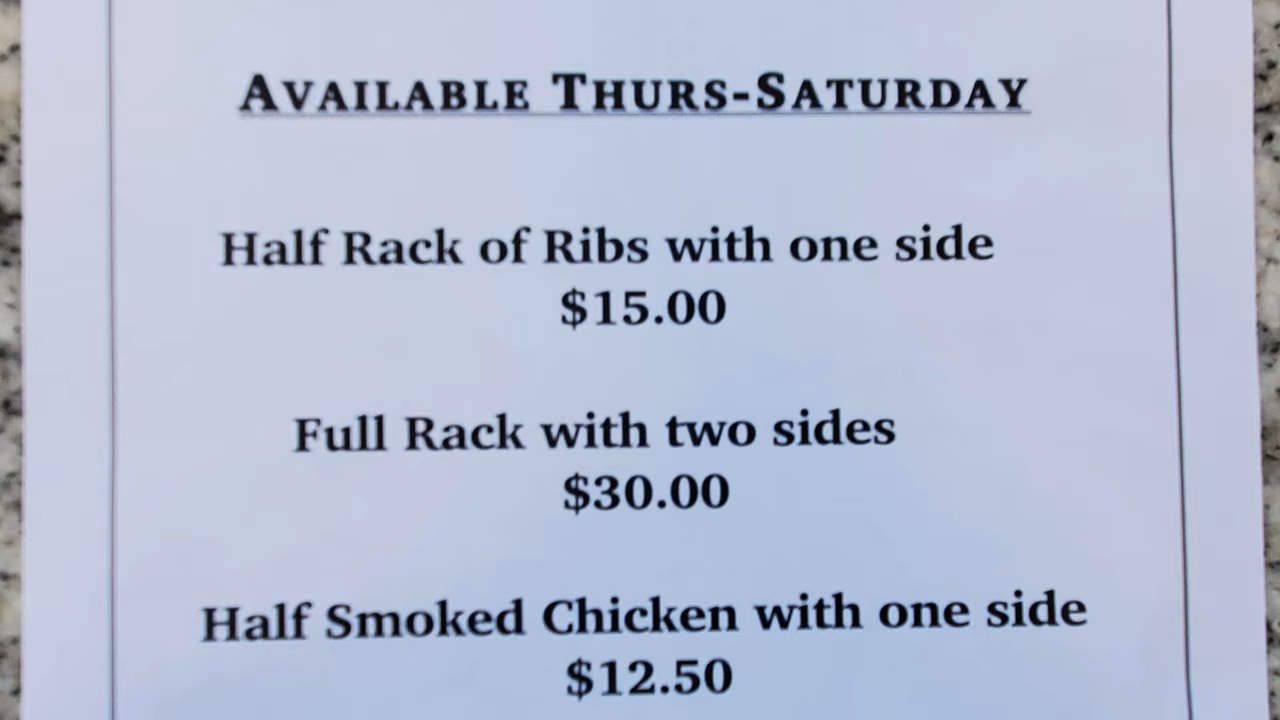 Available Thurs-Saturday
Half Rack of Ribs with one side
$15.00
Full Rack with two sides
$30.00
Half Smoked Chicken with one side
$12.50